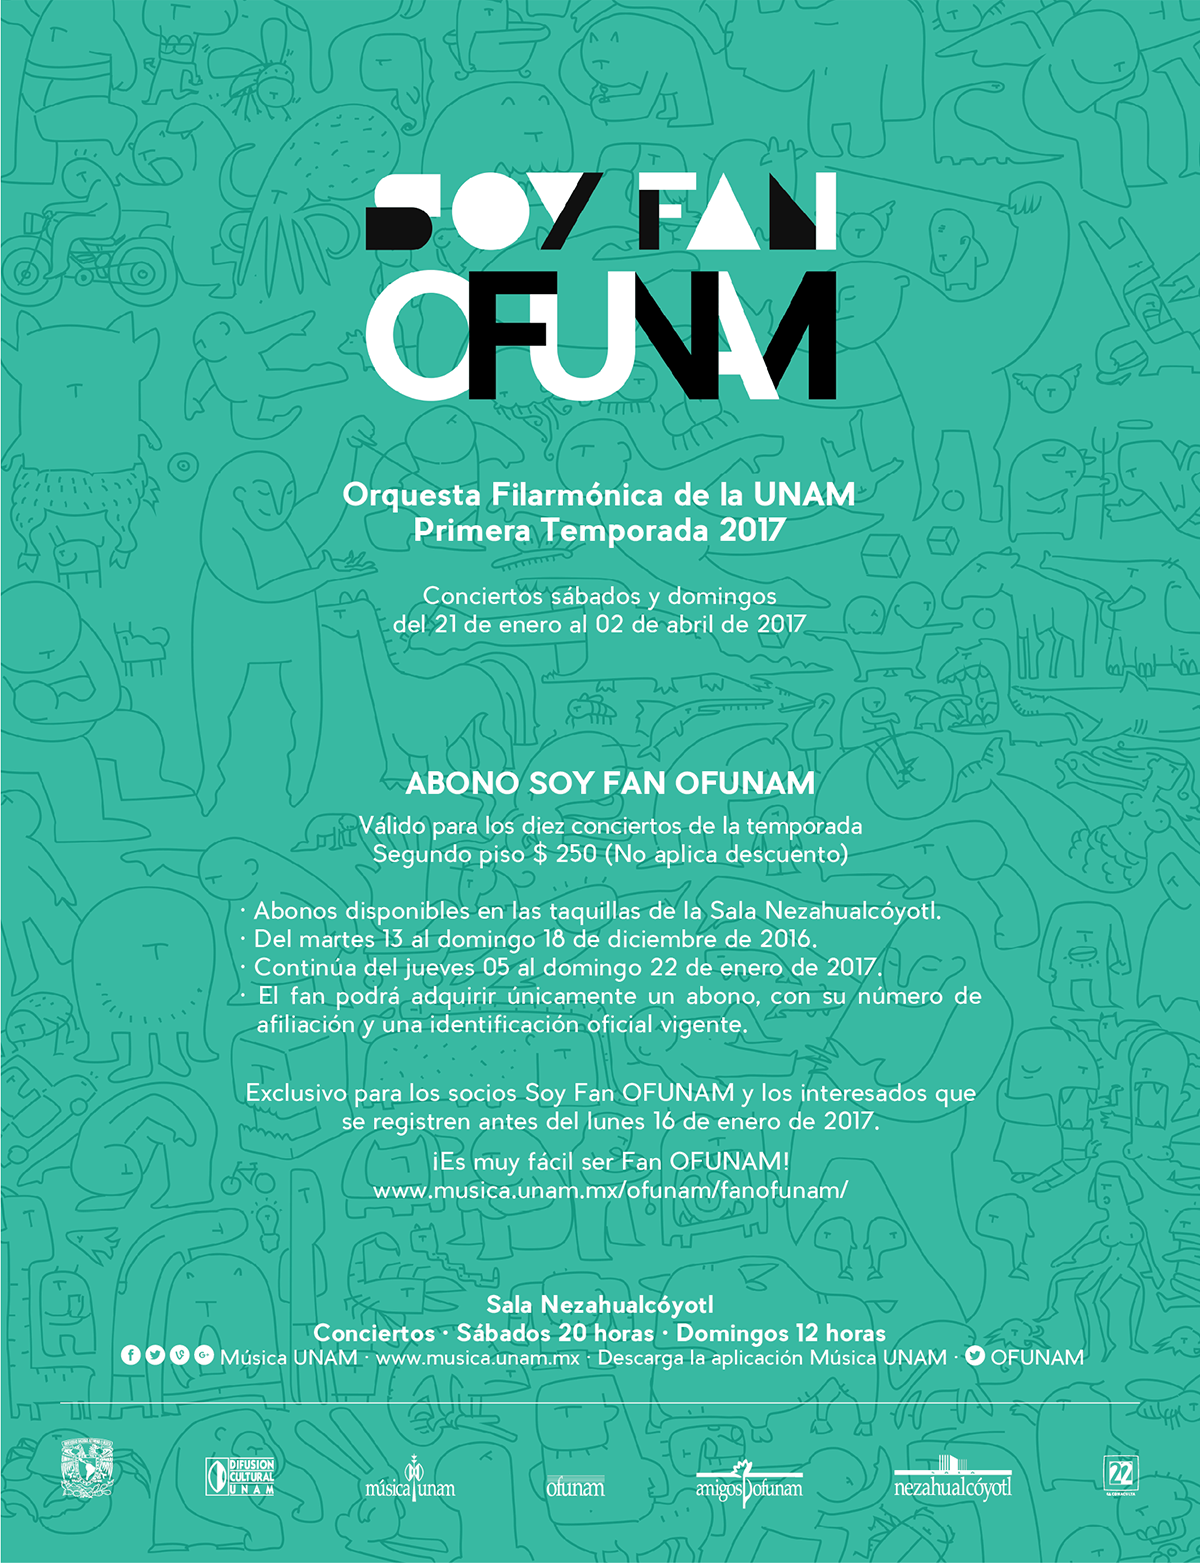 SOY FAN
OFUNAM
Orquesta Filarmónica de la UNAM
Primera Temporada 2017
Conciertos sábados y domingos
del 21 de enero al 02 de abril de 2017
ABONO SOY FAN OFUNAM
Válido para los diez conciertos de la temporada
Segundo piso $ 250 (No aplica descuento)
· Abonos disponibles en las taquillas de la Sala Nezahualcóyotl.
· Del martes 13 al domingo 18 de diciembre de 2016.
· Continúa del jueves 05 al domingo 22 de enero de 2017.
· El fan podrá adquirir únicamente un abono, con su número de
afiliación y una identificación oficial vigente.
Exclusivo para los socios Soy Fan OFUNAM y los interesados que
se registren antes del lunes 16 de enero de 2017.
¡Es muy fácil ser Fan OFUNAM!
www.musica.unam.mx/ofunam/fanofunam/
Sala Nezahualcóyotl
Conciertos · Sábados 20 horas · Domingos 12 horas
Música UNAM · www.musica.unam.mx · Descarga la aplicación Música UNAM · OFUNAM
DIFUSION
CULTURAL
UNAM
música unam
ofunam
amigos ofunam
nezahualcóyotl
22